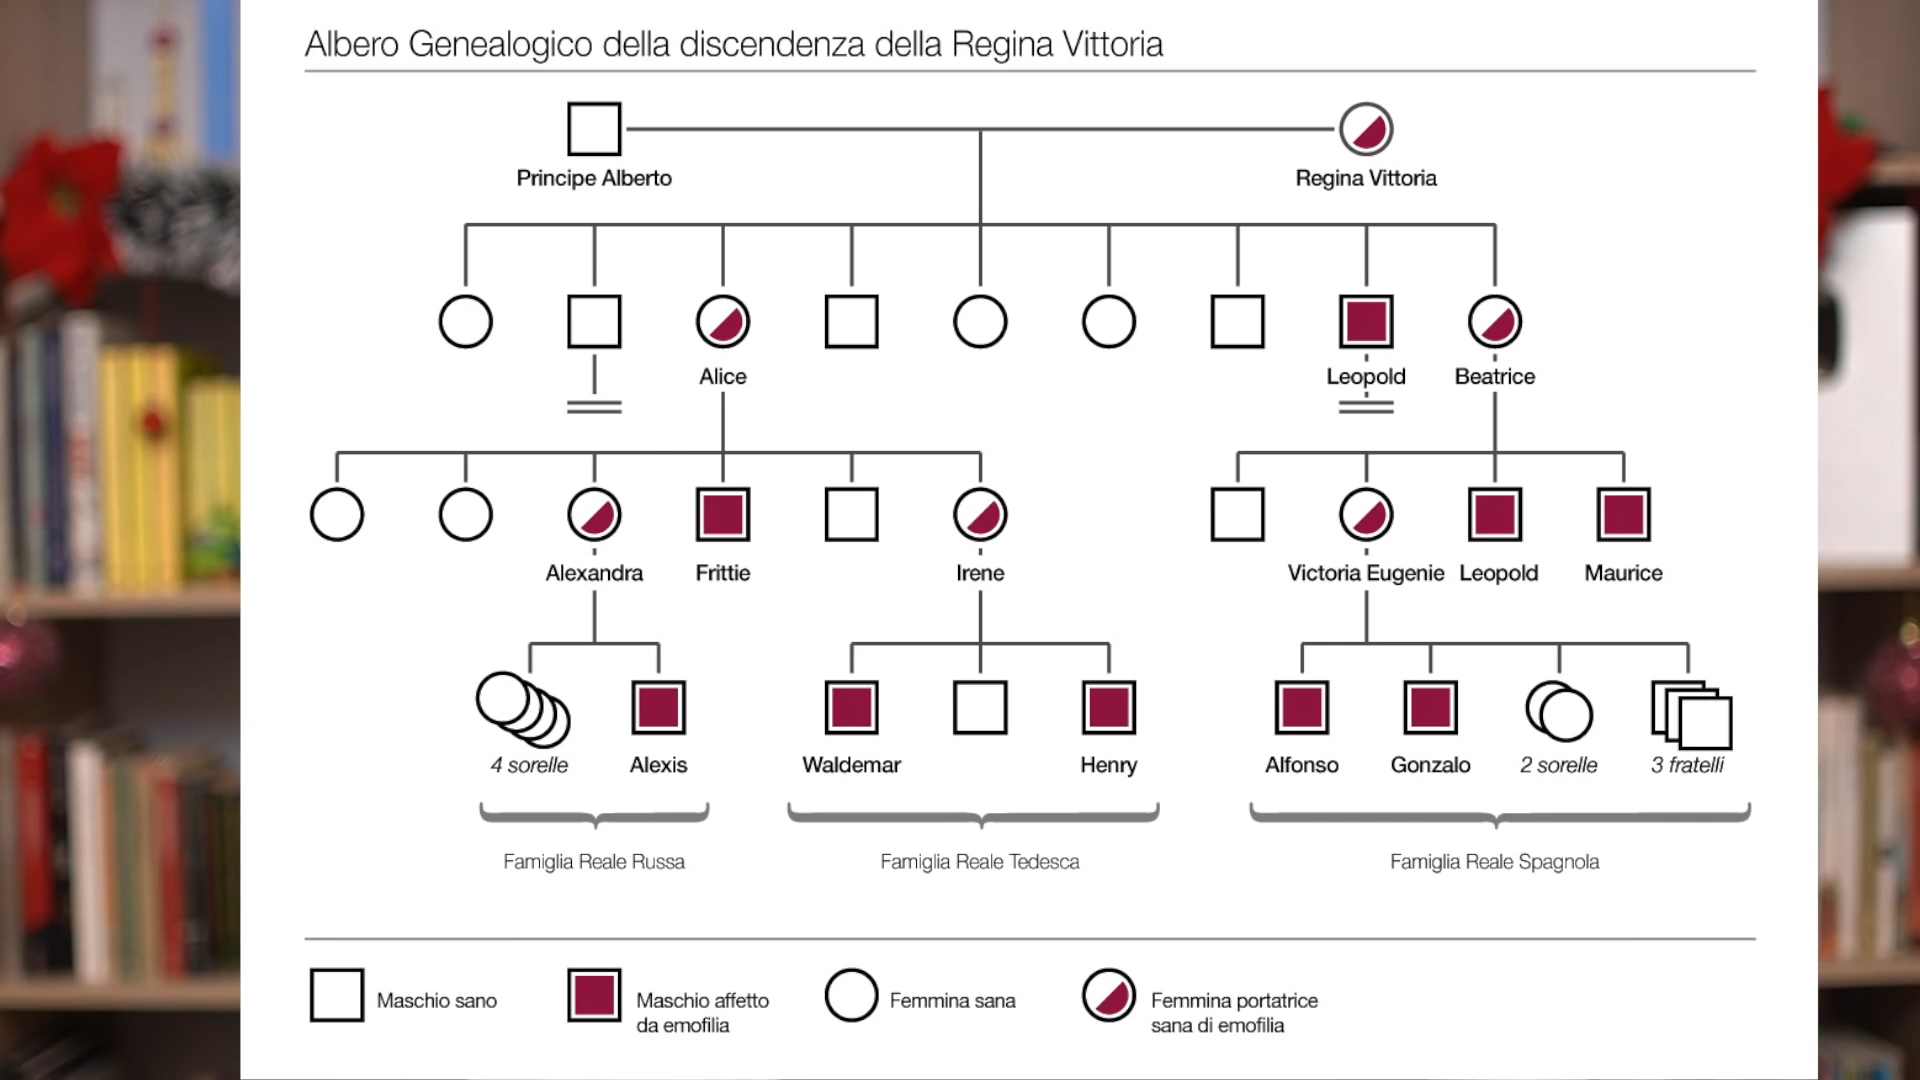 Albero Genealogico della discendenza della Regina Vittoria
Principe Alberto
Regina Vittoria
Alice
Leopold
Beatrice
Alexandra
Frittie
Irene
Victoria Eugenie
Leopold
Maurice
4 sorelle
Alexis
Waldemar
Henry
Alfonso
Gonzalo
2 sorelle
3 fratelli
Famiglia Reale Russa
Famiglia Reale Tedesca
Famiglia Reale Spagnola
Maschio sano
Maschio affetto
da emofilia
Femmina sana
Femmina portatrice
sana di emofilia